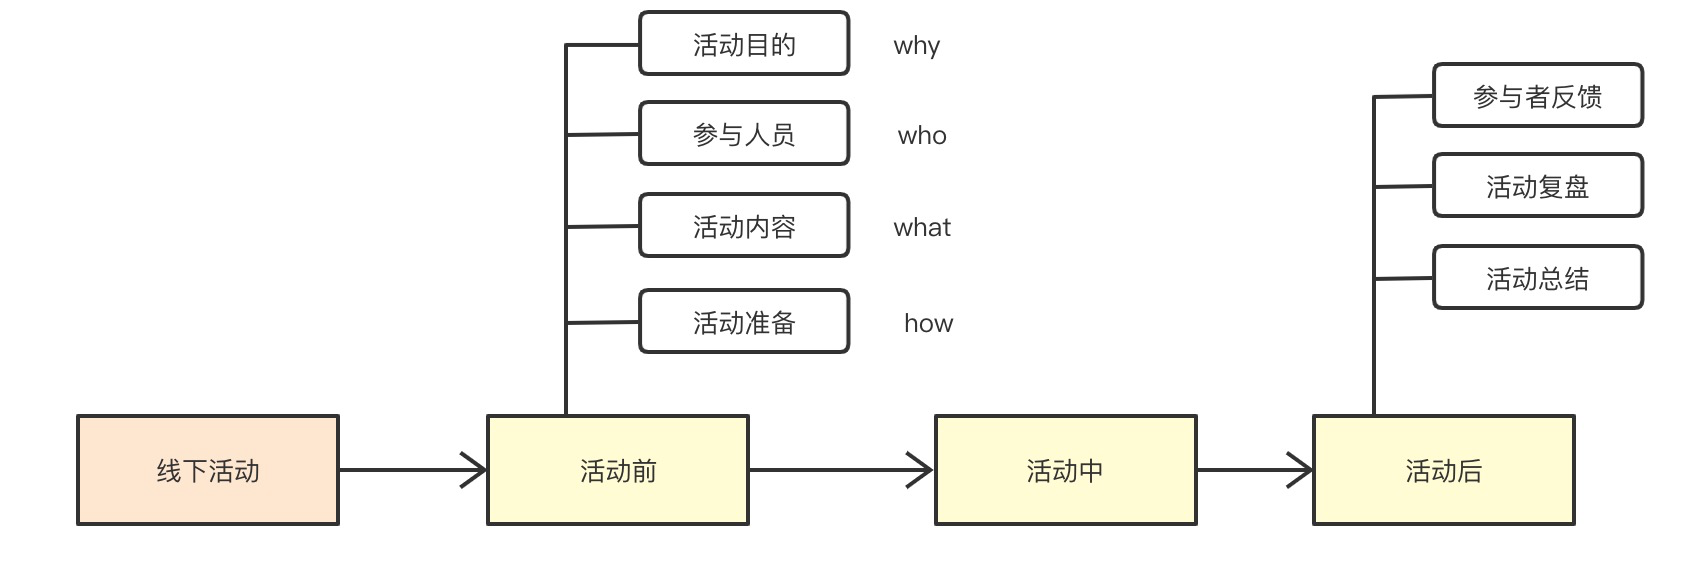 活动目的 why
参与人员 who
活动内容 what
活动准备 how
参与者反馈
活动复盘
活动总结
线下活动
活动前
活动中
活动后